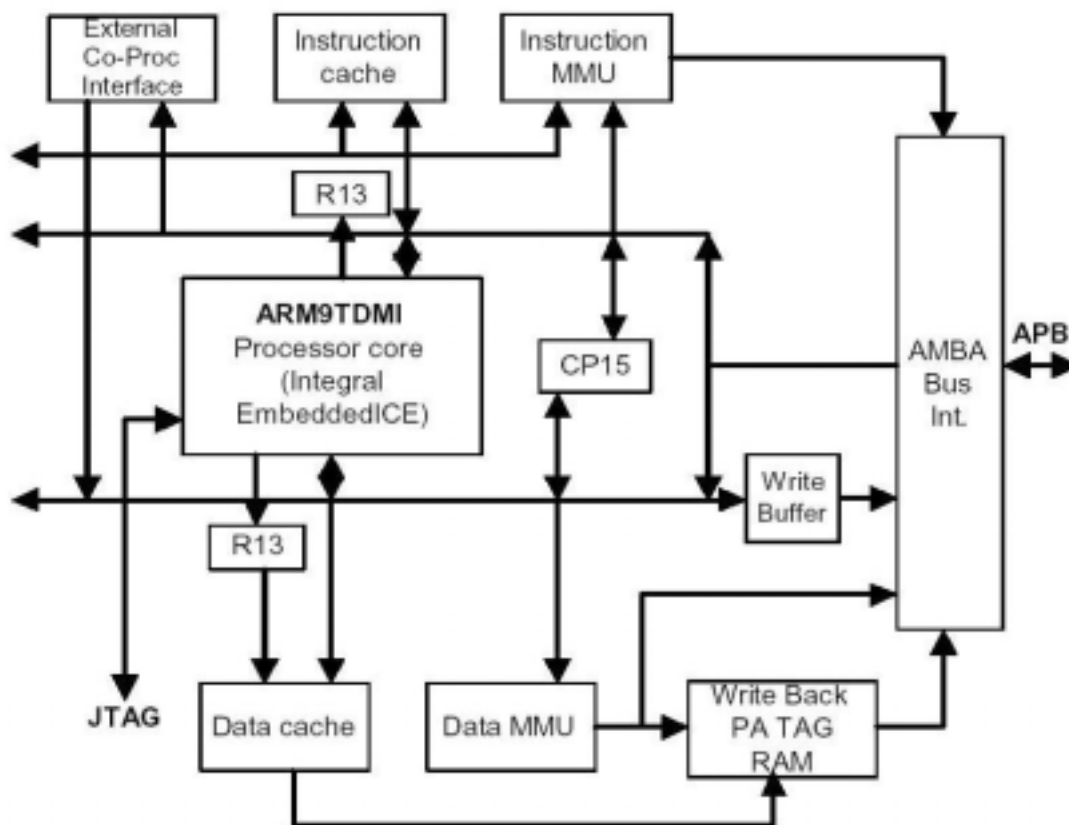 External
Co-Proc
Interface
Instruction
cache
Instruction
MMU
R13
ARM9TDMI
Processor core
(Integral
EmbeddedICE)
CP15
AMBA
Bus
Int.
APB
Write
Buffer
R13
JTAG
Data cache
Data MMU
Write Back
PA TAG
RAM